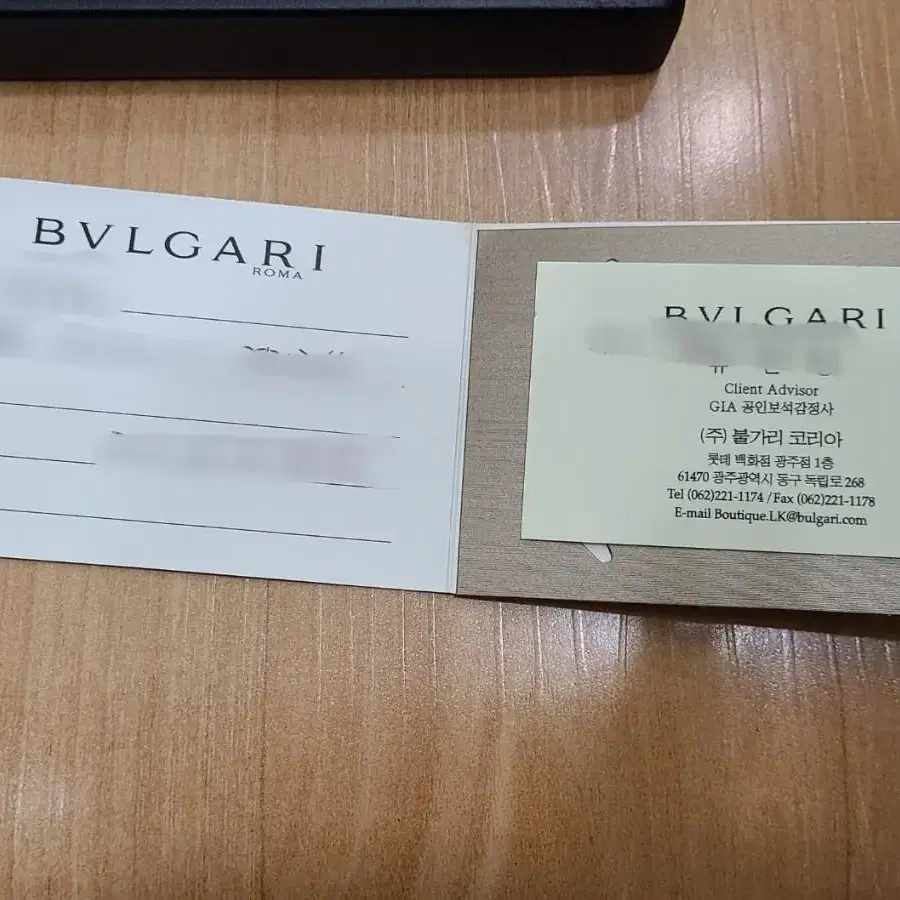 BVLGARI
ROMA
BVLGARI
Client Advisor
GIA 공인보석감정사
(주) 불가리 코리아
롯데 백화점 광주점 1층
61470 광주광역시 동구 독립로 268
Tel (062)221-1174 / Fax (062)221-1178
E-mail Boutique.LK@bulgari.com